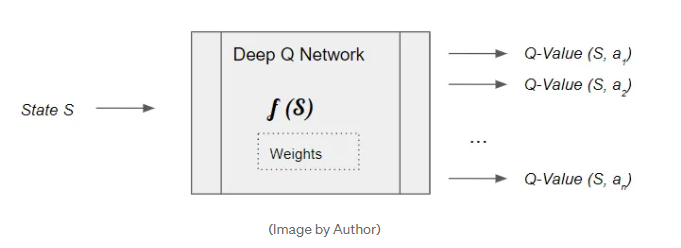 Deep Q Network
Q-Value (S, a₁)
Q-Value (S, a₂)
State S
f (S)
Weights
...
Q-Value (S, aₙ)
(Image by Author)